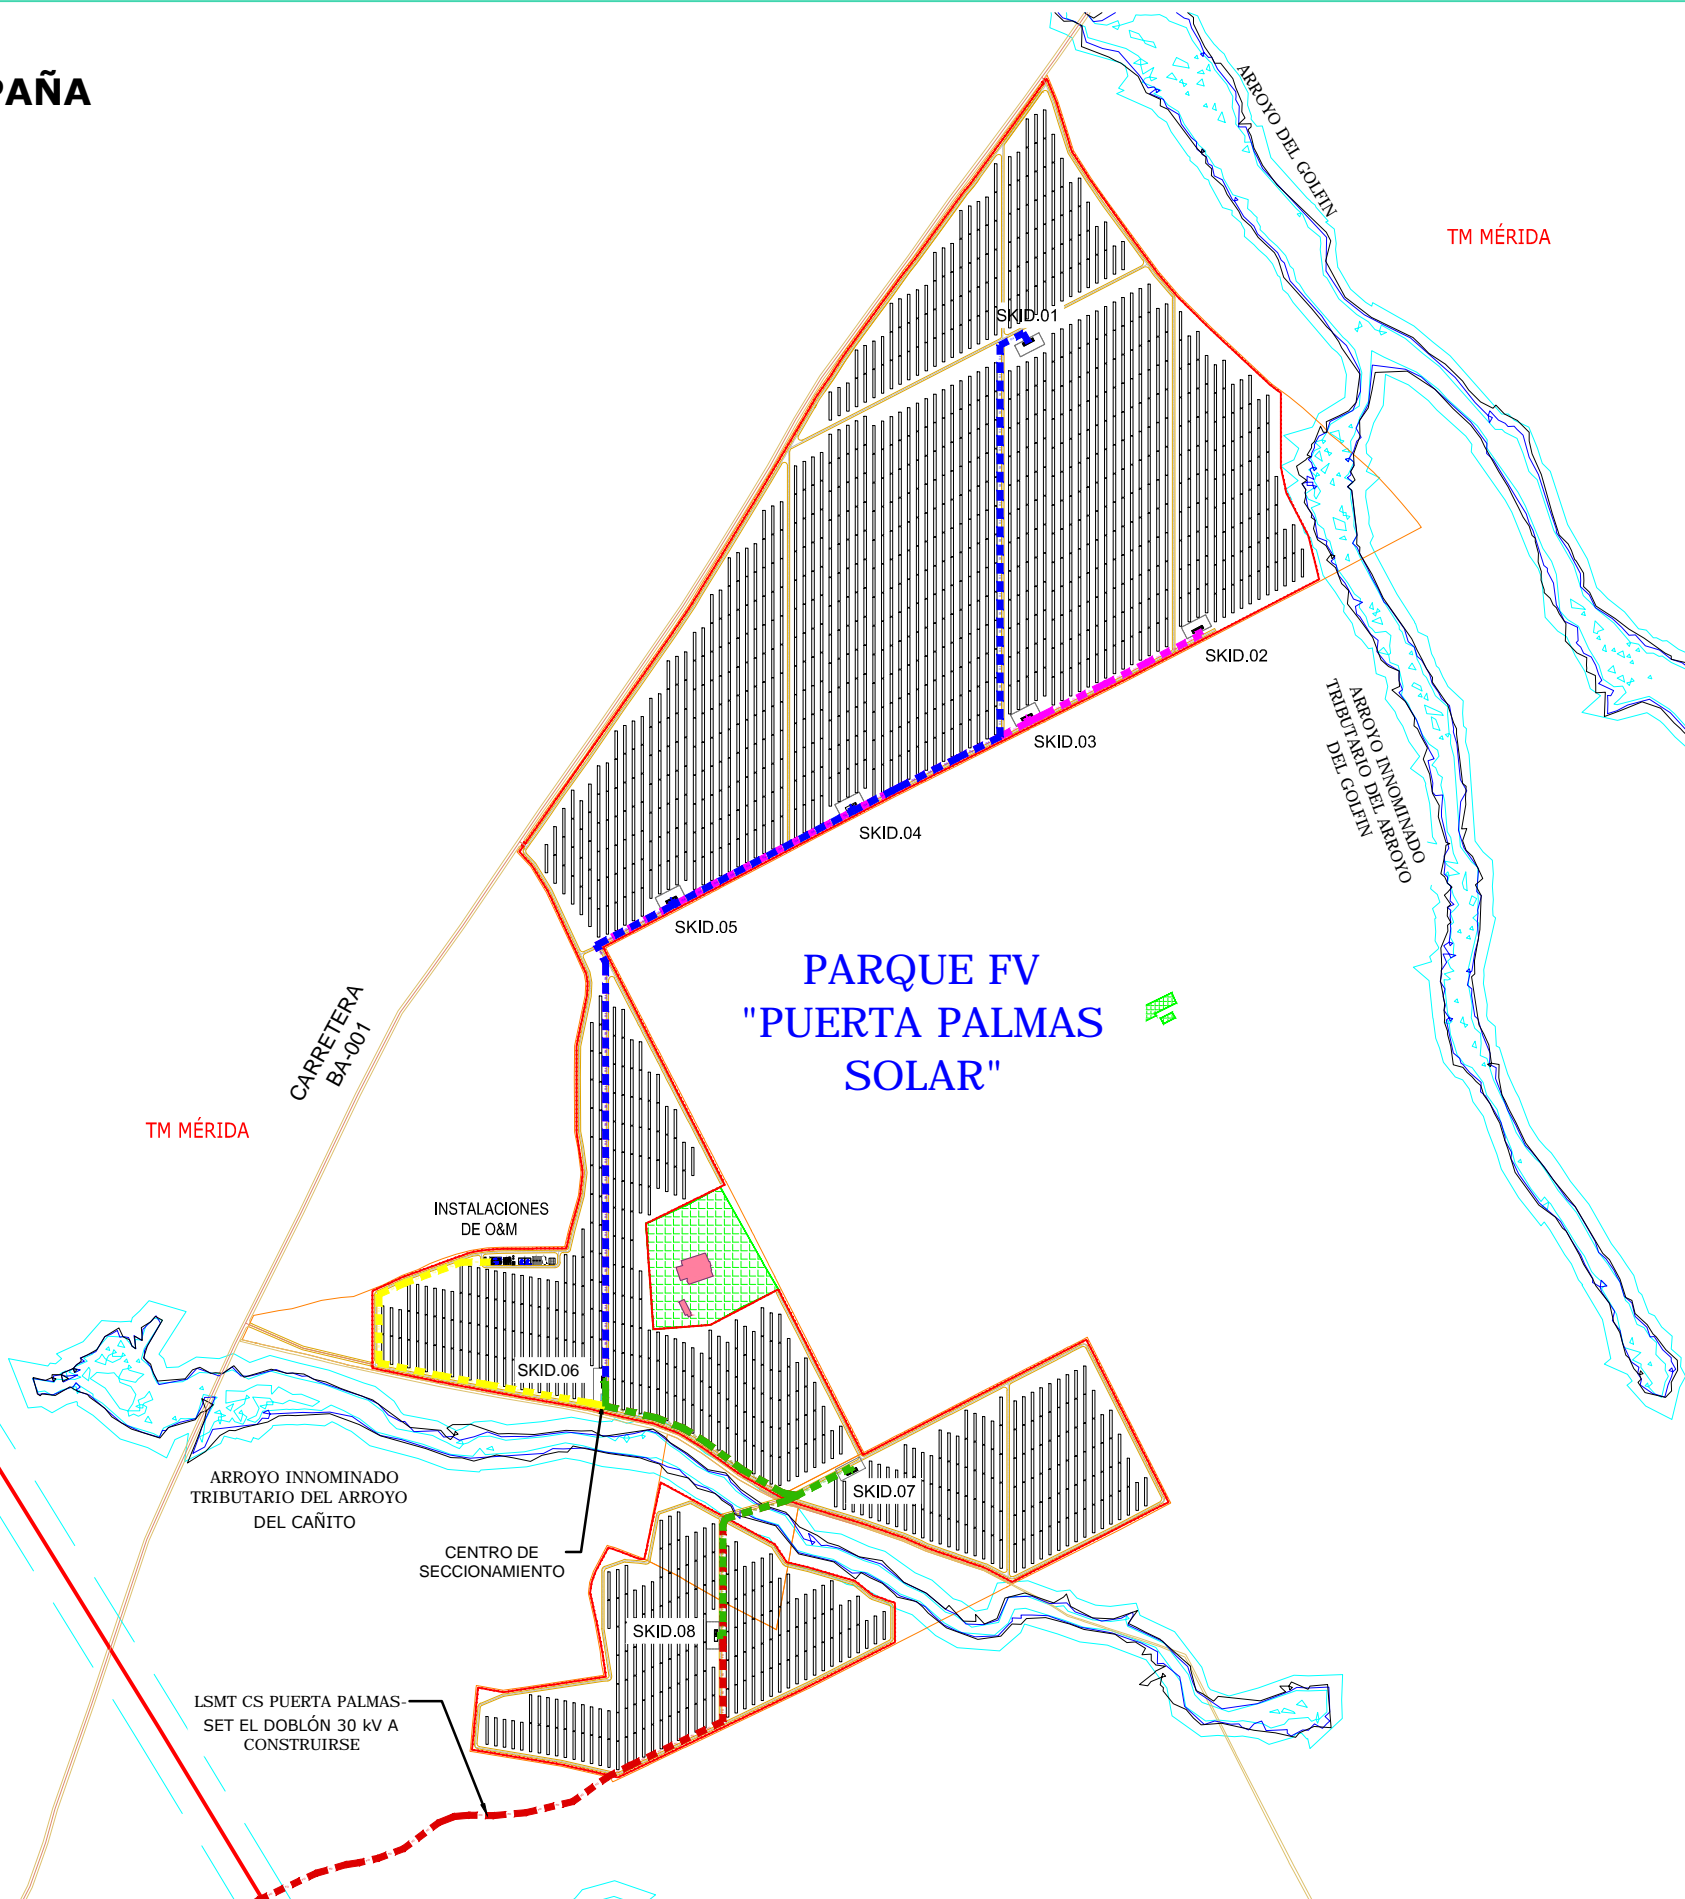 PAÑA
ARROYO DEL GOLFIN
TM MÉRIDA
SKID.01
SKID.02
SKID.03
SKID.04
SKID.05
ARROYO INNOMINADO
TRIBUTARIO DEL ARROYO
DEL GOLFIN
PARQUE FV
"PUERTA PALMAS
SOLAR"
CARRETERA
BA-001
TM MÉRIDA
INSTALACIONES
DE O&M
SKID.06
ARROYO INNOMINADO
TRIBUTARIO DEL ARROYO
DEL CAÑITO
SKID.07
CENTRO DE
SECCIONAMIENTO
SKID.08
LSMT CS PUERTA PALMAS-
SET EL DOBLÓN 30 kV A
CONSTRUIRSE